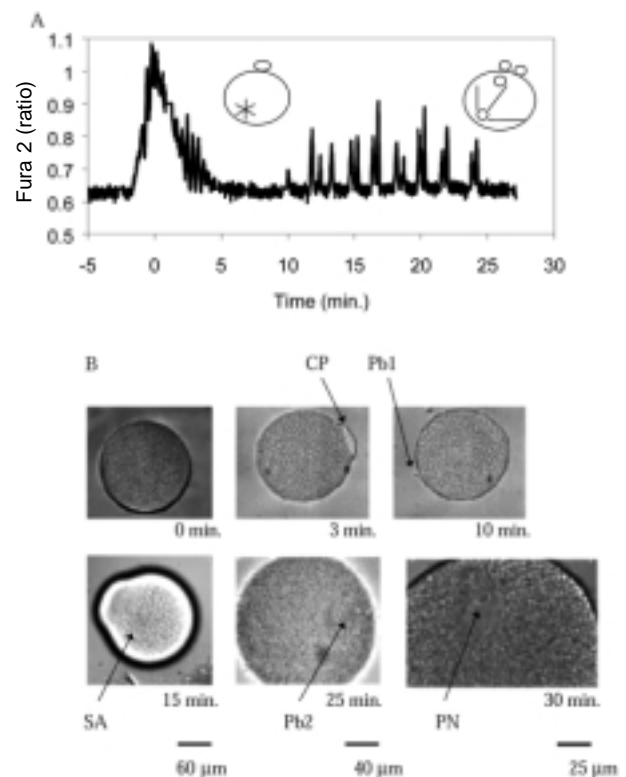 A
1.1
1
0.9
0.8
0.7
0.6
0.5
Fura 2 (ratio)
-5 0 5 10 15 20 25 30
Time (min.)
B
CP Pb1
0 min. 3 min. 10 min.
15 min. 25 min. 30 min.
SA Pb2 PN
60 µm 40 µm 25 µm